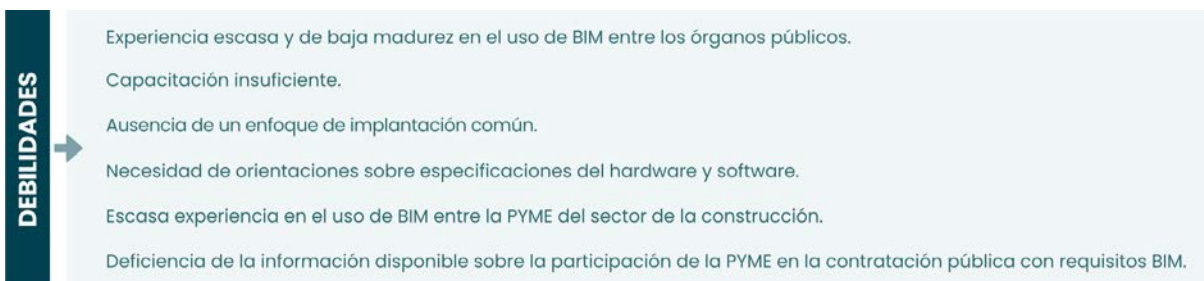 DEBILIDADES
Experiencia escasa y de baja madurez en el uso de BIM entre los órganos públicos.
Capacitación insuficiente.
Ausencia de un enfoque de implantación común.
Necesidad de orientaciones sobre especificaciones del hardware y software.
Escasa experiencia en el uso de BIM entre la PYME del sector de la construcción.
Deficiencia de la información disponible sobre la participación de la PYME en la contratación pública con requisitos BIM.